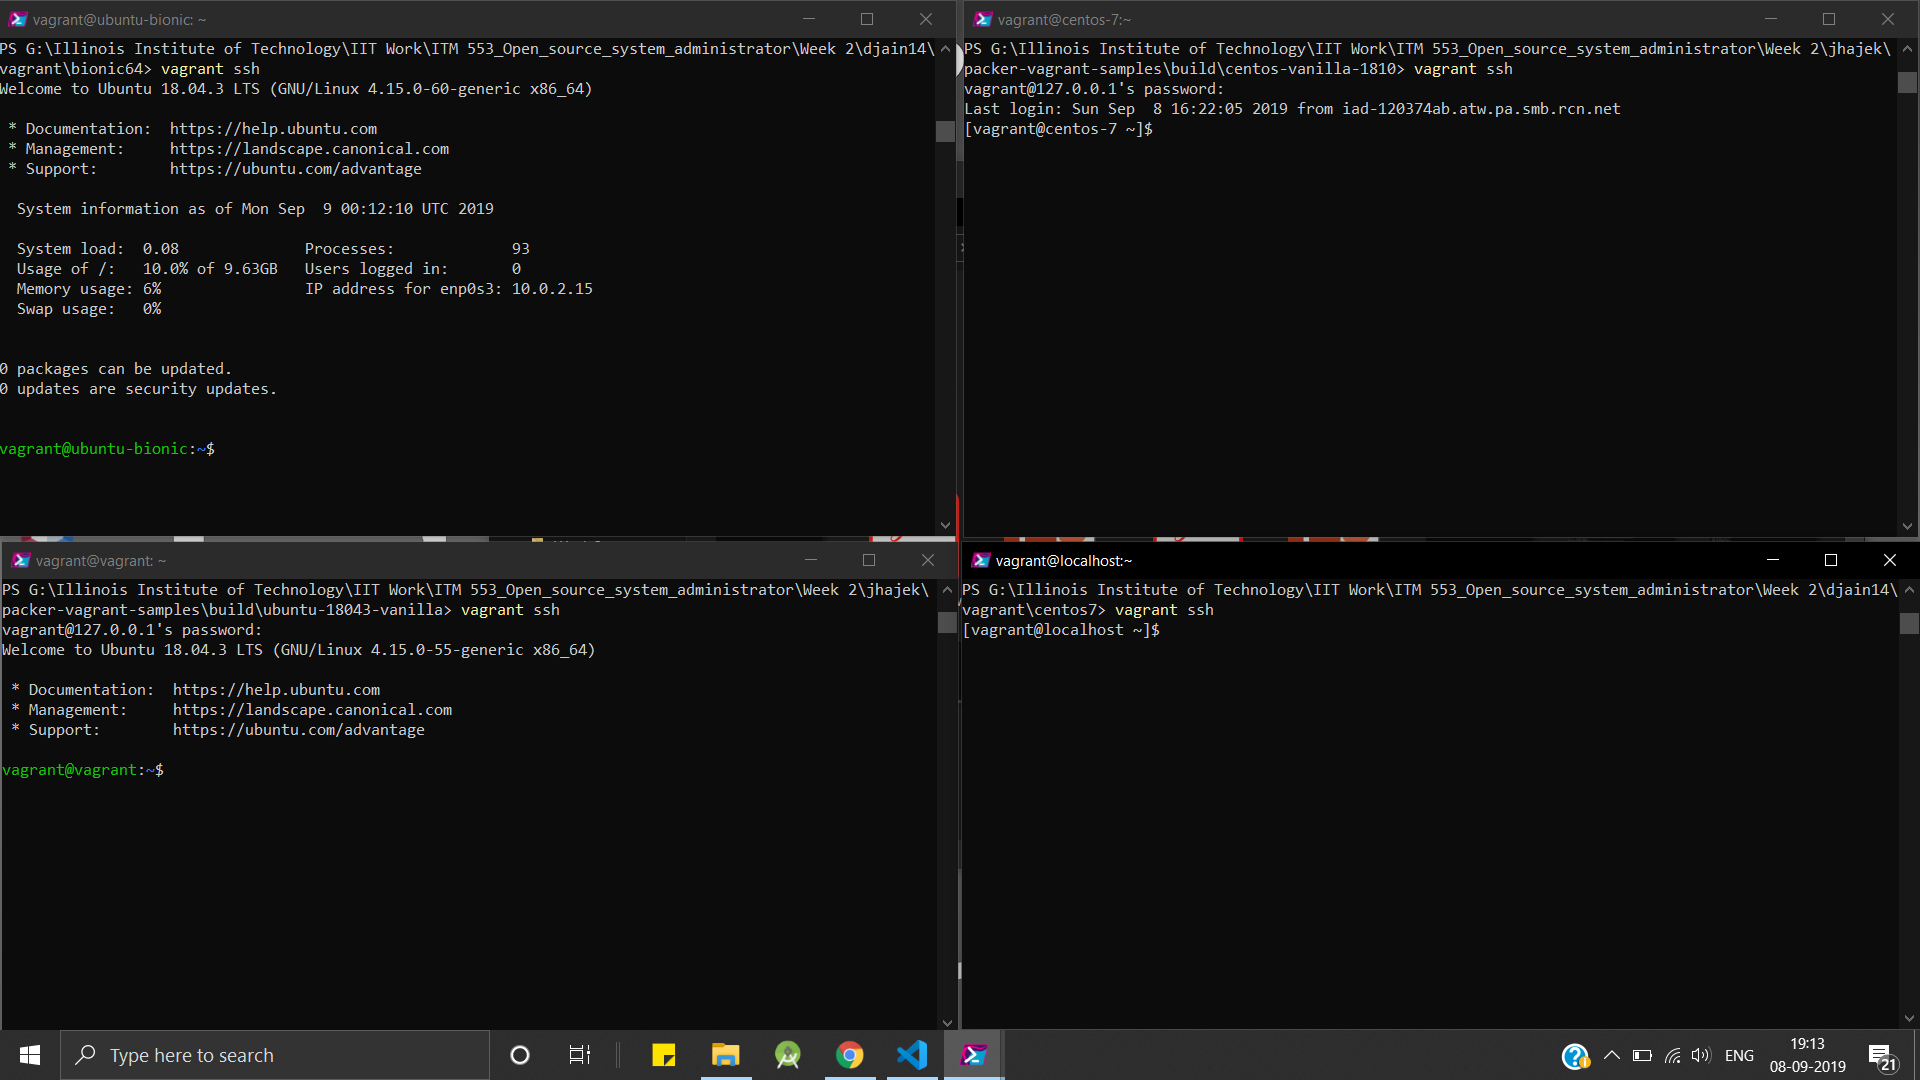 vagrant@ubuntu-bionic: ~
PS G:\Illinois Institute of Technology\IIT Work\ITM 553_Open_source_system_administrator\Week 2\djain14\
vagrant\bionic64> vagrant ssh
Welcome to Ubuntu 18.04.3 LTS (GNU/Linux 4.15.0-60-generic x86_64)
* Documentation:  https://help.ubuntu.com
* Management:     https://landscape.canonical.com
* Support:        https://ubuntu.com/advantage
System information as of Mon Sep  9 00:12:10 UTC 2019
System load:  0.08              Processes:             93
Usage of /:   10.0% of 9.63GB   Users logged in:       0
Memory usage: 6%                IP address for enp0s3: 10.0.2.15
Swap usage:   0%
0 packages can be updated.
0 updates are security updates.
vagrant@ubuntu-bionic:~$
vagrant@centos-7:~
PS G:\Illinois Institute of Technology\IIT Work\ITM 553_Open_source_system_administrator\Week 2\jhajek\
packer-vagrant-samples\build\centos-vanilla-1810> vagrant ssh
vagrant@127.0.0.1's password:
Last login: Sun Sep  8 16:22:05 2019 from iad-120374ab.atw.pa.smb.rcn.net
[vagrant@centos-7 ~]$
vagrant@vagrant: ~
PS G:\Illinois Institute of Technology\IIT Work\ITM 553_Open_source_system_administrator\Week 2\jhajek\
packer-vagrant-samples\build\ubuntu-18043-vanilla> vagrant ssh
vagrant@127.0.0.1's password:
Welcome to Ubuntu 18.04.3 LTS (GNU/Linux 4.15.0-55-generic x86_64)
* Documentation:  https://help.ubuntu.com
* Management:     https://landscape.canonical.com
* Support:        https://ubuntu.com/advantage
vagrant@vagrant:~$
vagrant@localhost:~
PS G:\Illinois Institute of Technology\IIT Work\ITM 553_Open_source_system_administrator\Week 2\djain14\
vagrant\centos7> vagrant ssh
[vagrant@localhost ~]$
Type here to search
ENG
19:13
08-09-2019
21